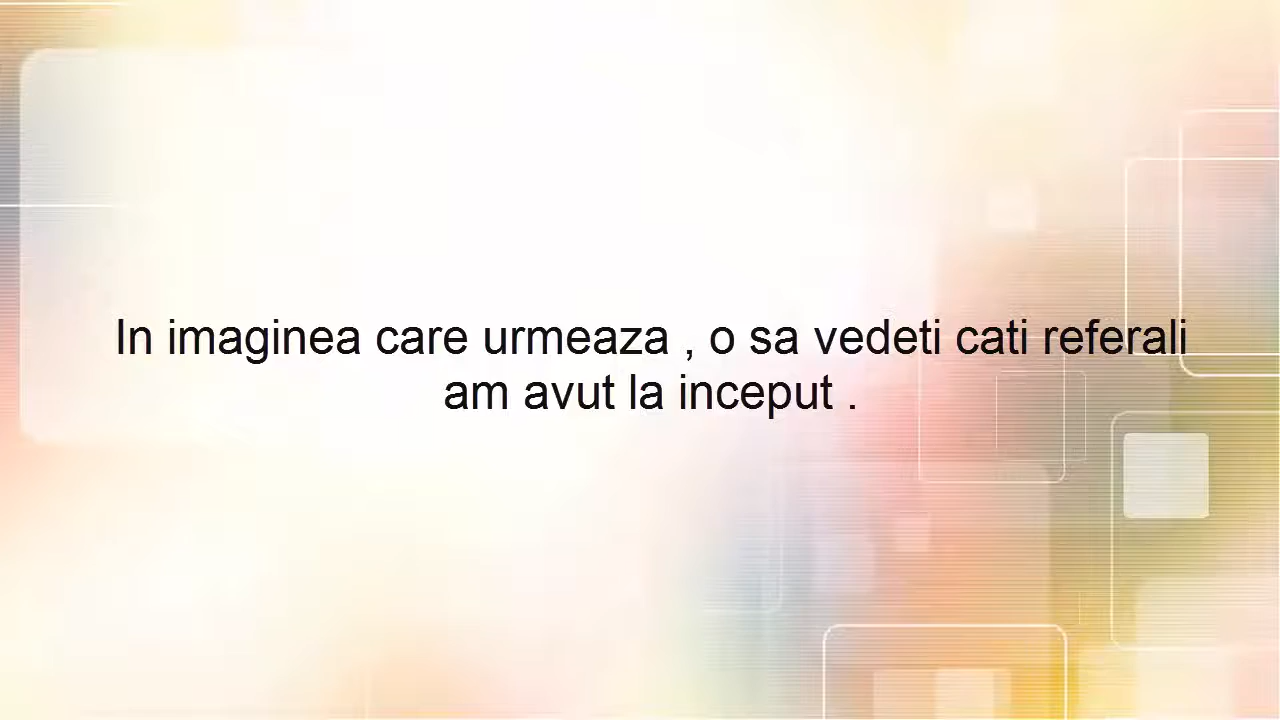 In imaginea care urmeaza , o sa vedeti cati referali
am avut la inceput .